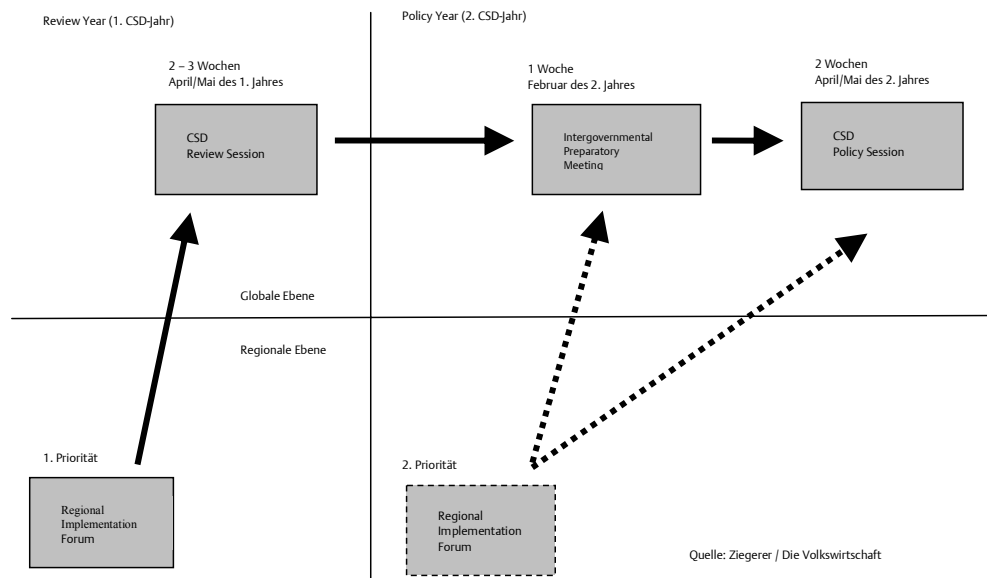 Review Year (1. CSD-Jahr)
Policy Year (2. CSD-Jahr)
2 – 3 Wochen
April/Mai des 1. Jahres
CSD
Review Session
1 Woche
Februar des 2. Jahres
Intergovernmental
Preparatory
Meeting
2 Wochen
April/Mai des 2. Jahres
CSD
Policy Session
Globale Ebene
Regionale Ebene
1. Priorität
Regional
Implementation
Forum
2. Priorität
Regional
Implementation
Forum
Quelle: Ziegerer / Die Volkswirtschaft